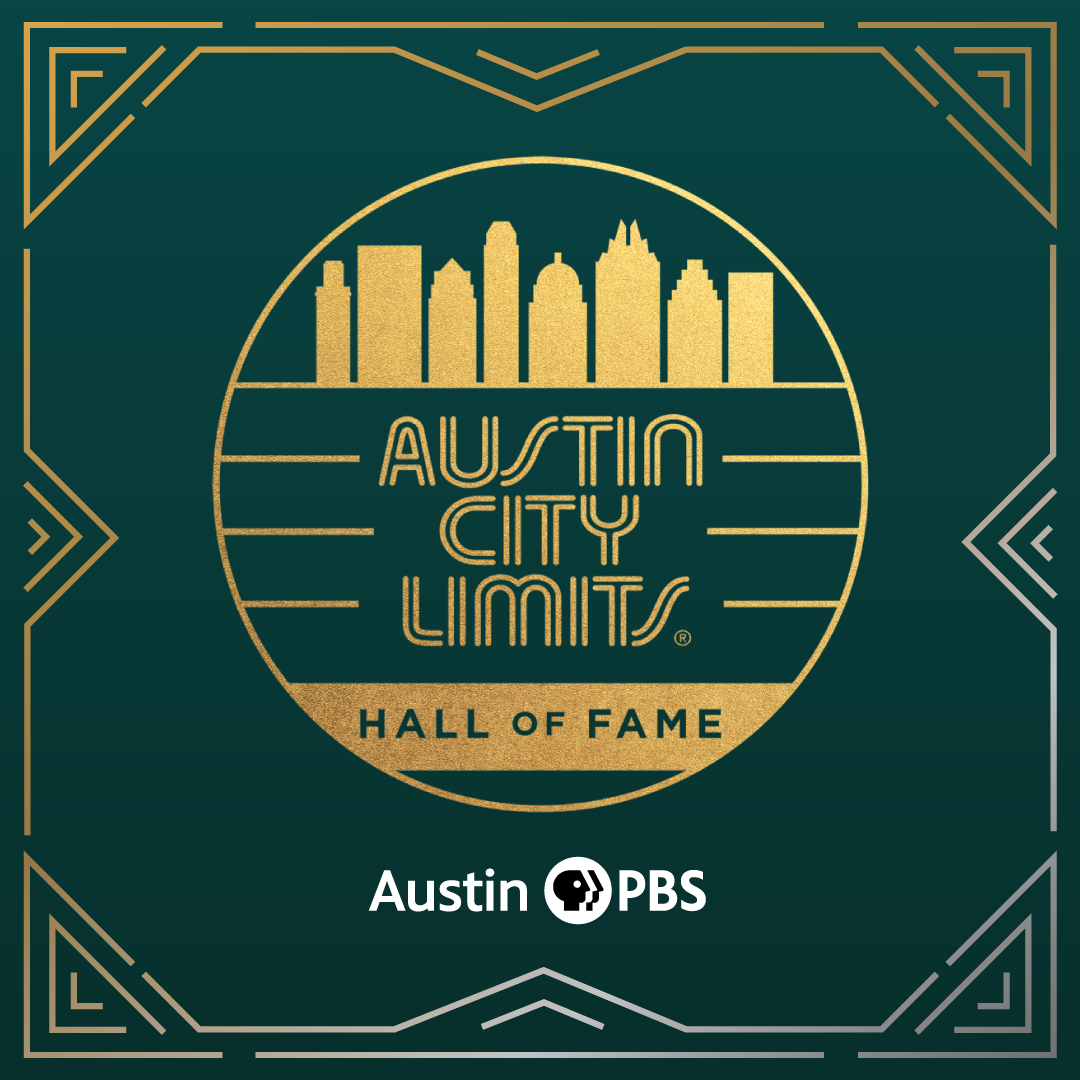 AUSTIN
CITY
LIMITS®
HALL OF FAME
Austin PBS